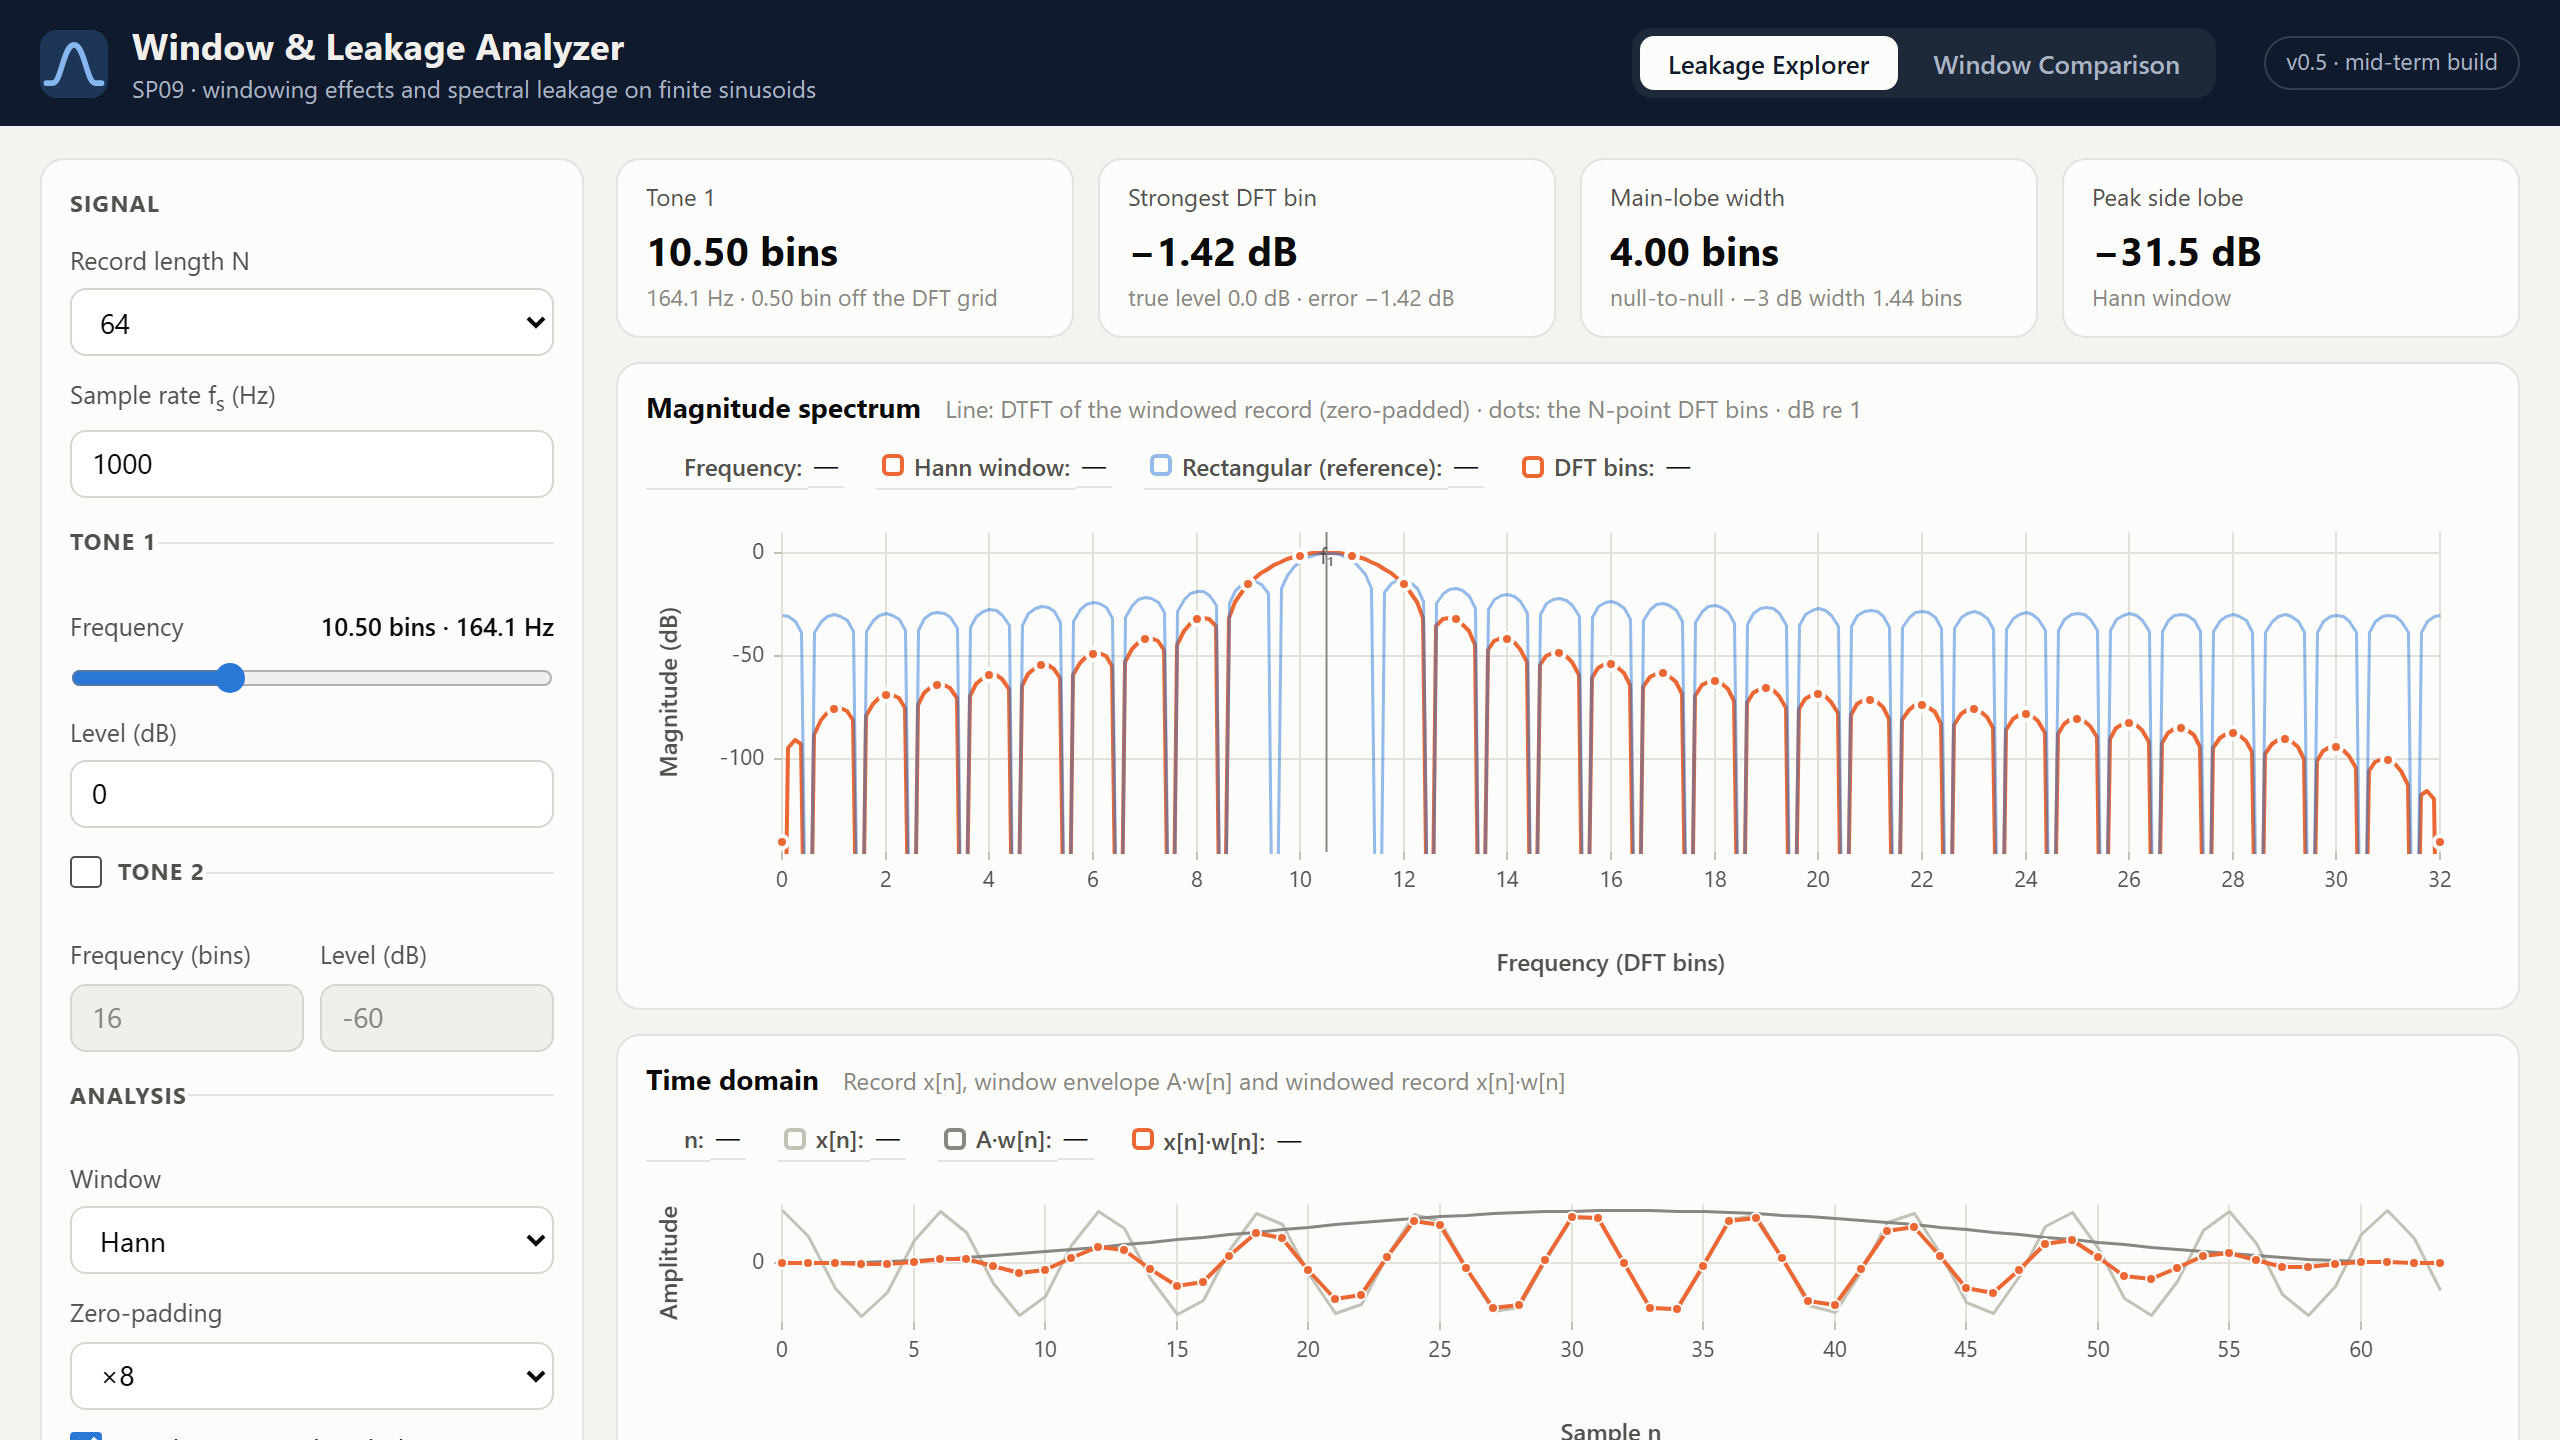 Window & Leakage Analyzer
SP09 · windowing effects and spectral leakage on finite sinusoids
Leakage Explorer
Window Comparison
v0.5 · mid-term build
SIGNAL
Record length N
64
Sample rate fs (Hz)
1000
TONE 1
Frequency
10.50 bins · 164.1 Hz
Level (dB)
0
TONE 2
Frequency (bins)
Level (dB)
16
-60
ANALYSIS
Window
Hann
Zero-padding
×8
Tone 1
10.50 bins
164.1 Hz · 0.50 bin off the DFT grid
Strongest DFT bin
−1.42 dB
true level 0.0 dB · error −1.42 dB
Main-lobe width
4.00 bins
null-to-null · −3 dB width 1.44 bins
Peak side lobe
−31.5 dB
Hann window
Magnitude spectrum
Line: DTFT of the windowed record (zero-padded) · dots: the N-point DFT bins · dB re 1
Frequency: —
Hann window: —
Rectangular (reference): —
DFT bins: —
f₁
Magnitude (dB)
0
-50
-100
0 2 4 6 8 10 12 14 16 18 20 22 24 26 28 30 32
Frequency (DFT bins)
Time domain
Record x[n], window envelope A·w[n] and windowed record x[n]·w[n]
n: —
x[n]: —
A·w[n]: —
x[n]·w[n]: —
Amplitude
0
0 5 10 15 20 25 30 35 40 45 50 55 60
Sample n